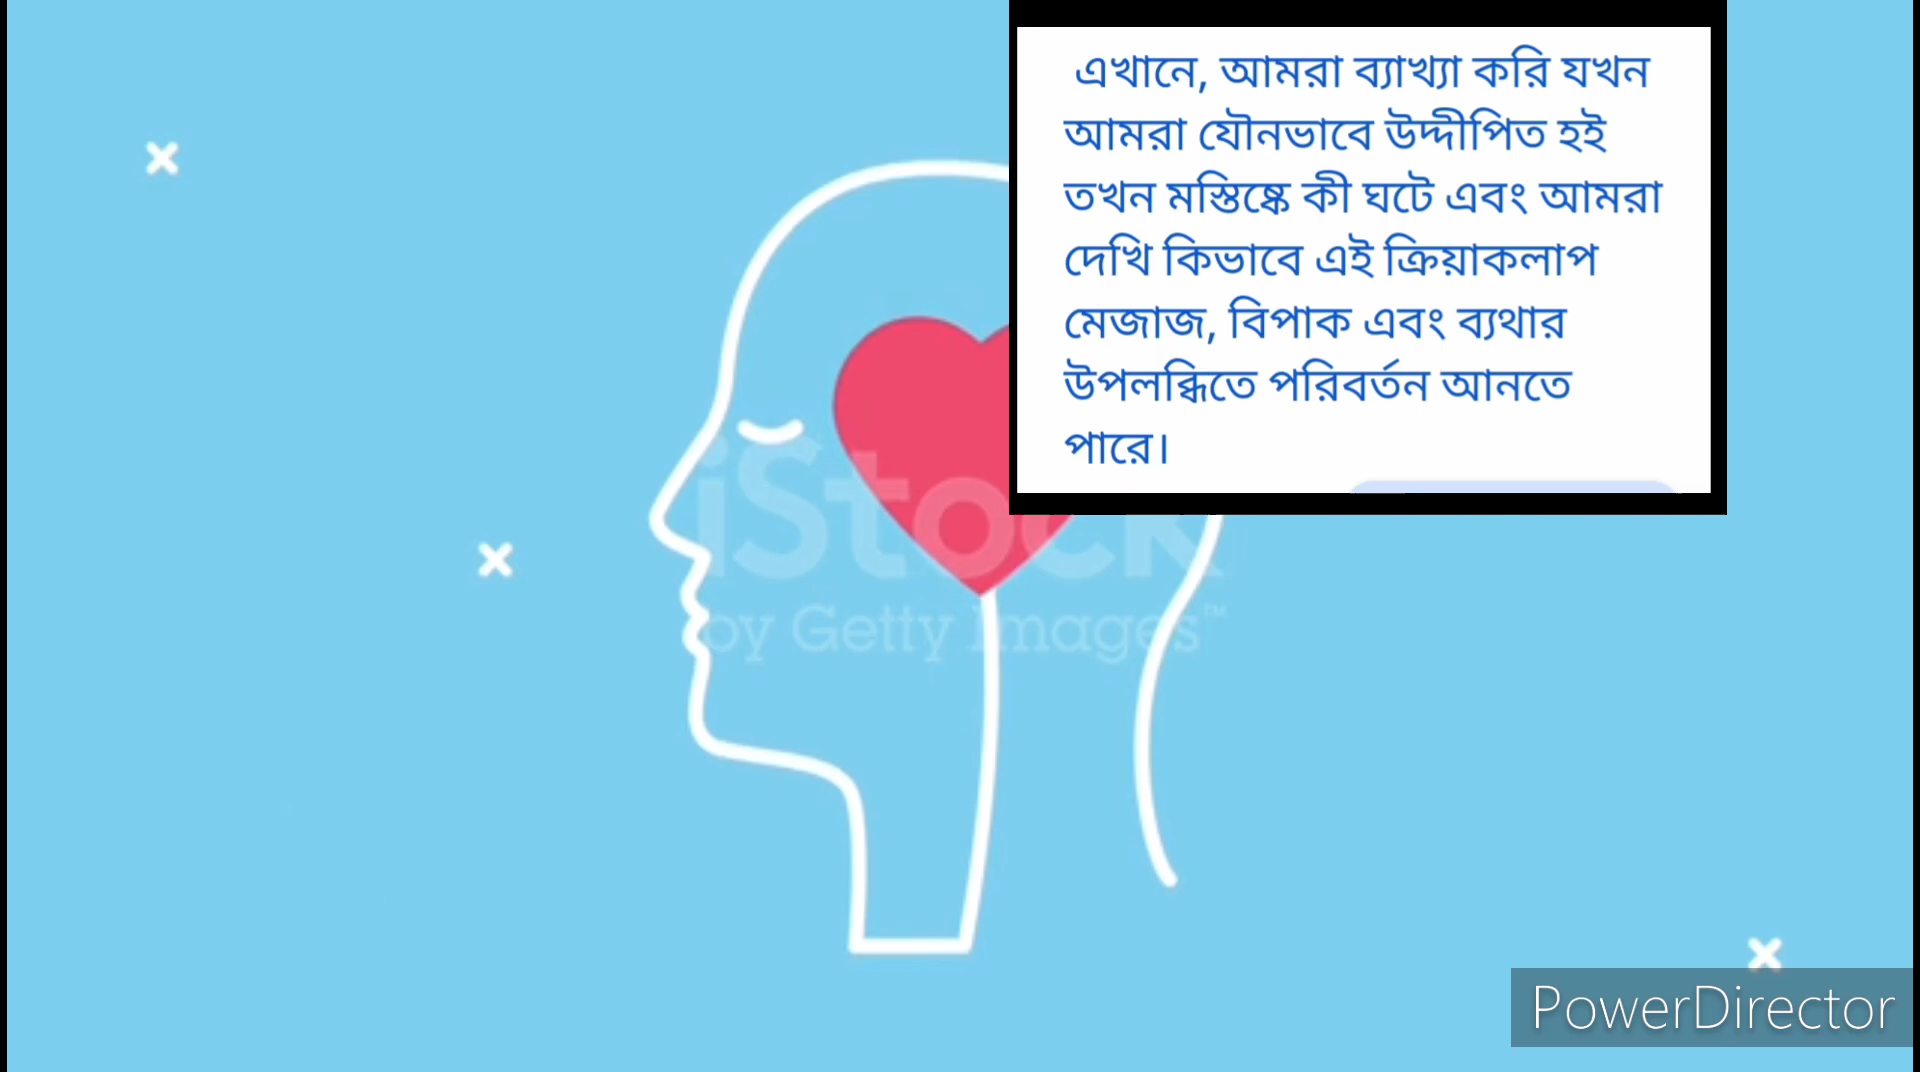 এখানে, আমরা ব্যাখ্যা করি যখন
আমরা যৌনভাবে উদ্দীপিত হই
তখন মস্তিষ্কে কী ঘটে এবং আমরা
দেখি কিভাবে এই ক্রিয়াকলাপ
মেজাজ, বিপাক এবং ব্যথার
উপলব্ধিতে পরিবর্তন আনতে
পারে।
iStock
by Getty Images™
PowerDirector